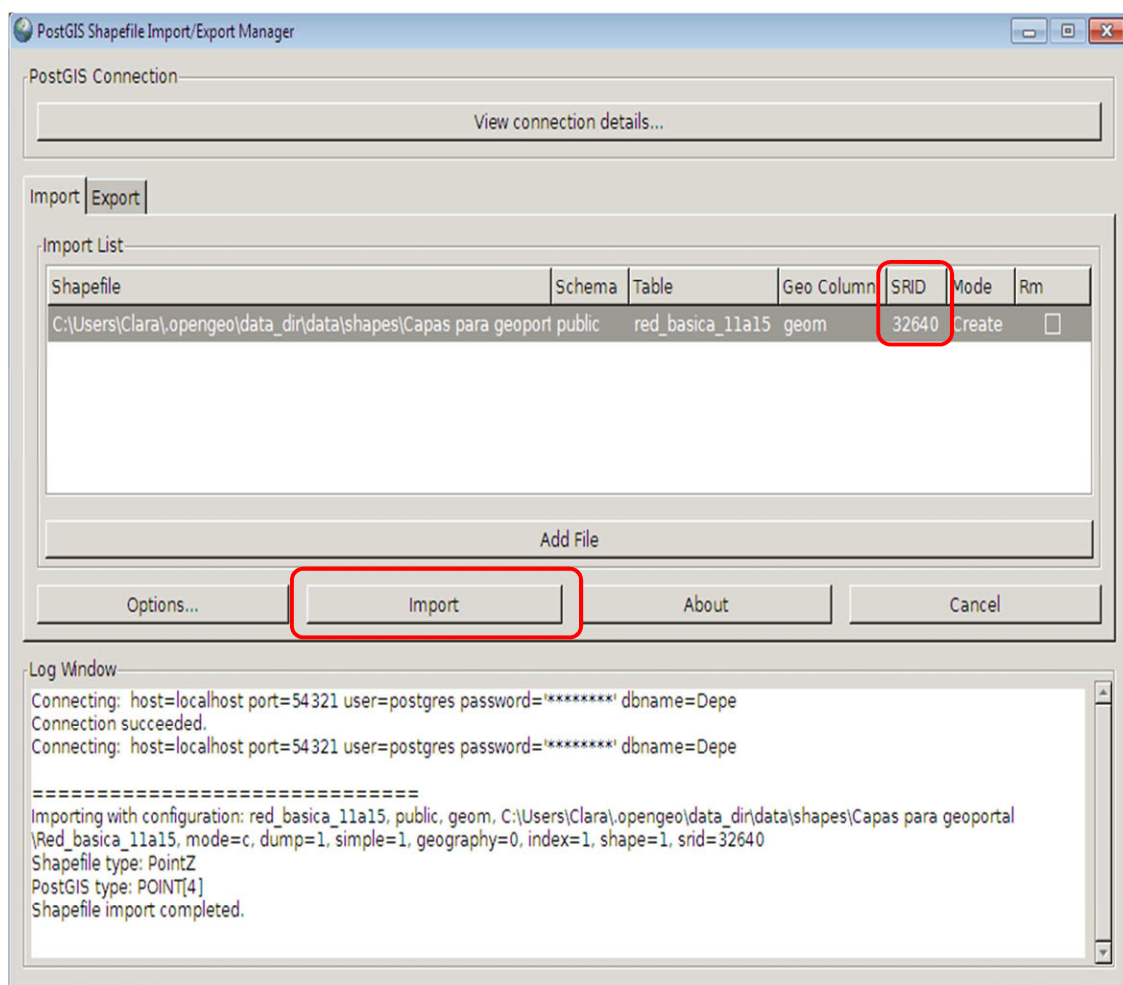 PostGIS Shapefile Import/Export Manager
PostGIS Connection
View connection details...
Import Export
Import List
Shapefile Schema Table Geo Column SRID Mode Rm
C:\Users\Clara\.opengeo\data_dir\data\shapes\Capas para geoport public red_basica_11a15 geom 32640 Create
Add File
Options... Import About Cancel
Log Window
Connecting: host=localhost port=54321 user=postgres password='********' dbname=Depe
Connection succeeded.
Connecting: host=localhost port=54321 user=postgres password='********' dbname=Depe
==============================
Importing with configuration: red_basica_11a15, public, geom, C:\Users\Clara\.opengeo\data_dir\data\shapes\Capas para geoportal
\Red_basica_11a15, mode=c, dump=1, simple=1, geography=0, index=1, shape=1, srid=32640
Shapefile type: PointZ
PostGIS type: POINT[4]
Shapefile import completed.